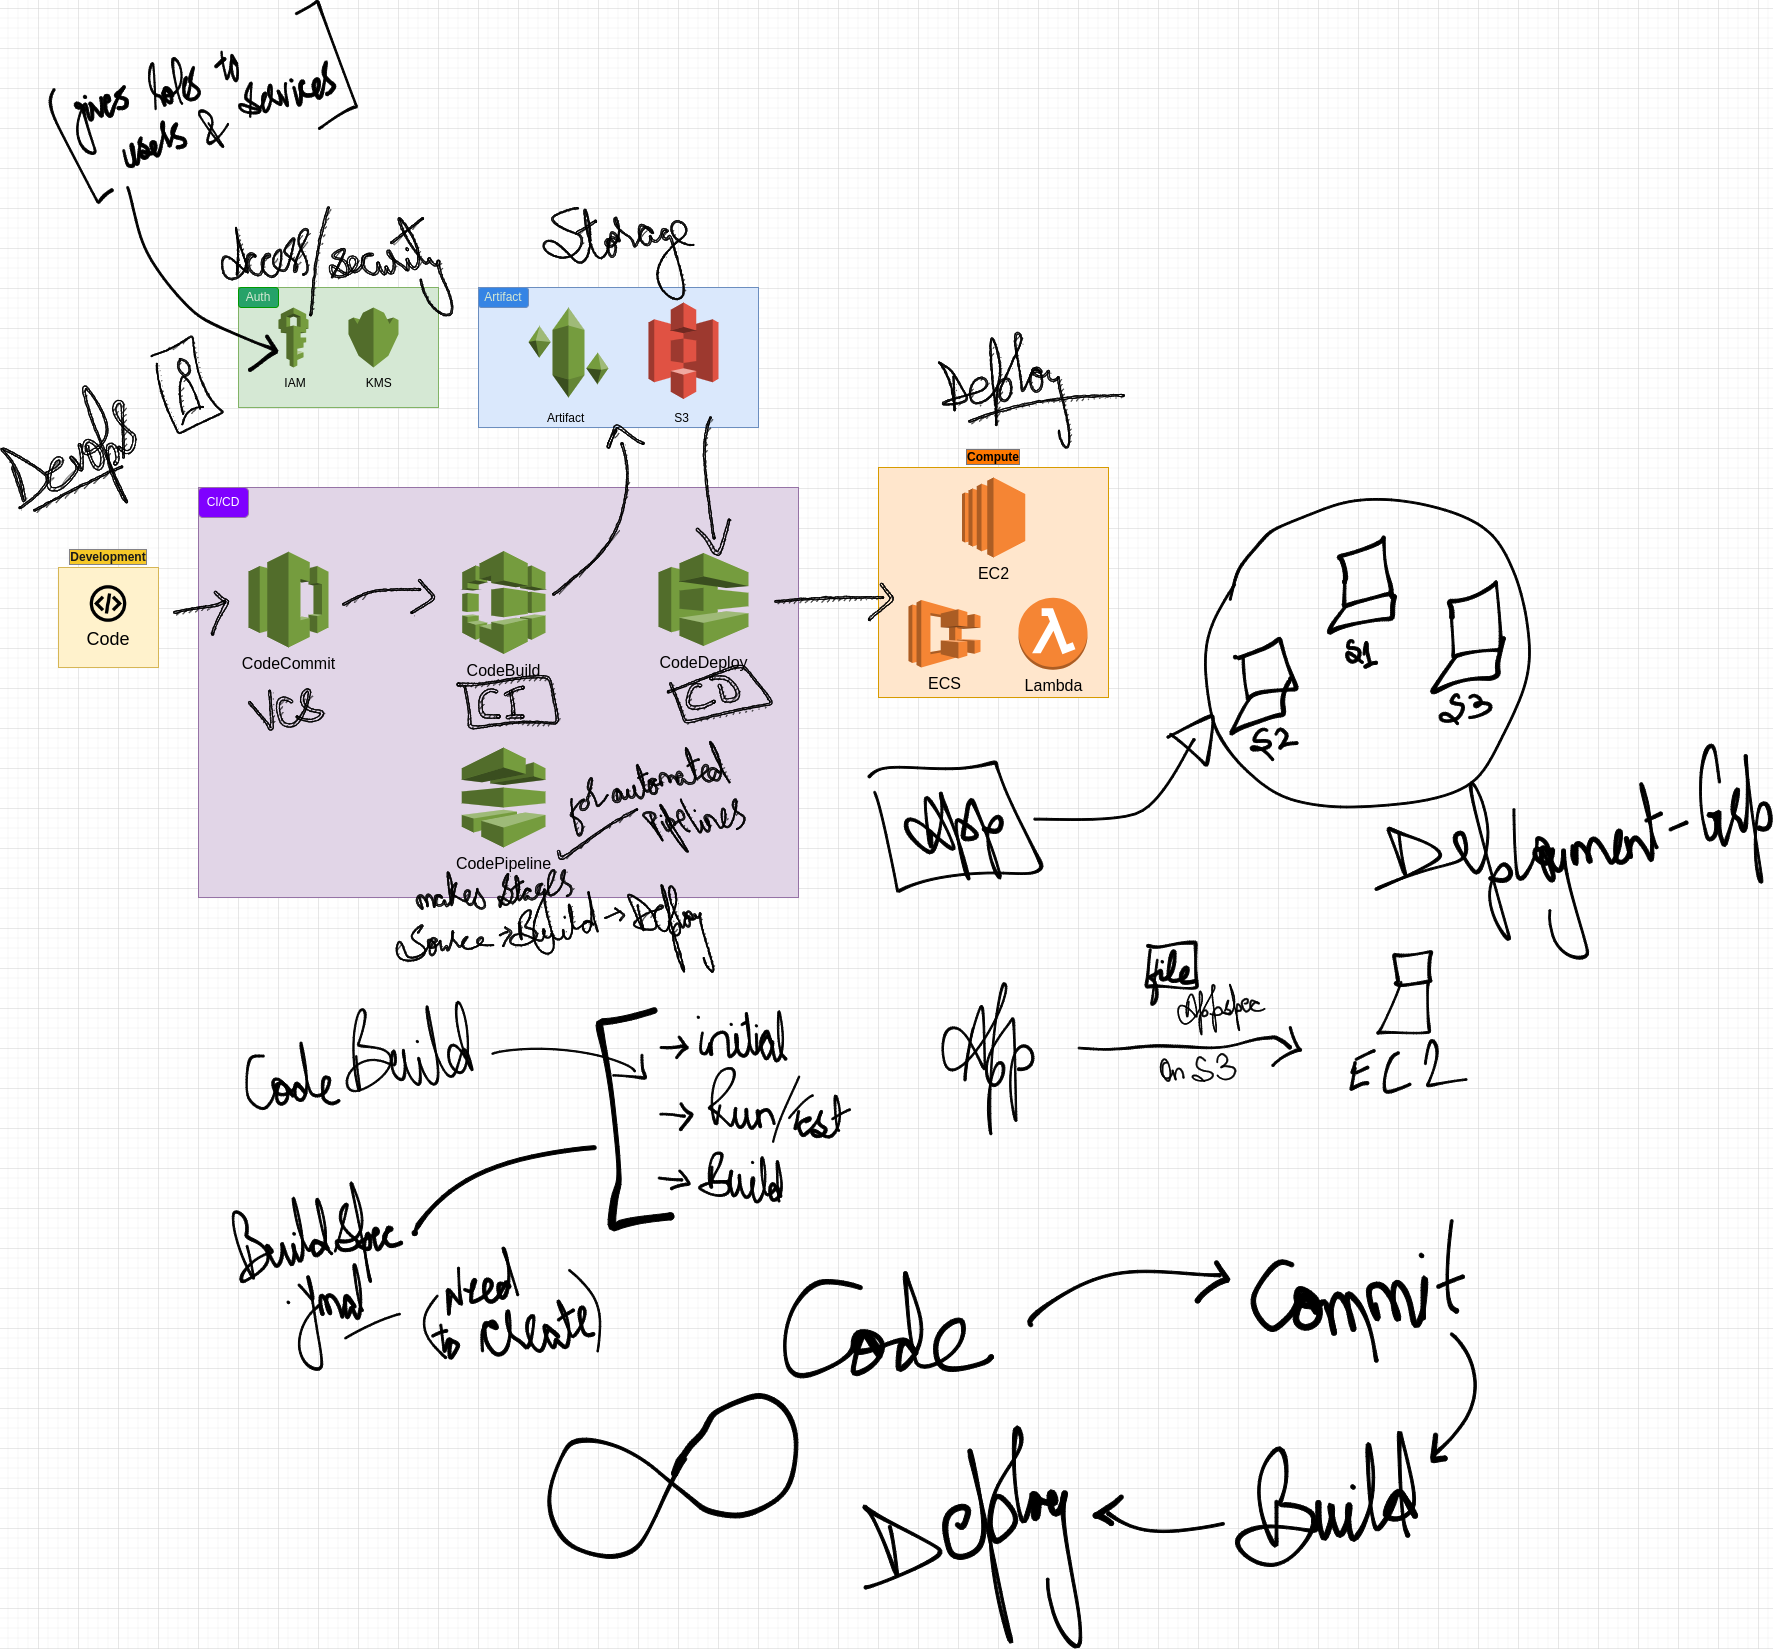 gives roles to
users & services
Access/security
Storage
Auth
IAM
KMS
Artifact
Artifact
S3
Deploy
DevOps
Compute
EC2
ECS
Lambda
CI/CD
Development
Code
CodeCommit
VCS
CodeBuild
CI
CodeDeploy
CD
CodePipeline
for automated
Pipelines
makes stages
Source → Build → Deploy
S1
S2
S3
App
Deployment-Grp
file
Appspec
App
on S3
EC2
Code Build
→ initial
→ Run/Test
→ Build
BuildSpec
.yml
(Need
to create)
Code
Commit
Build
Deploy